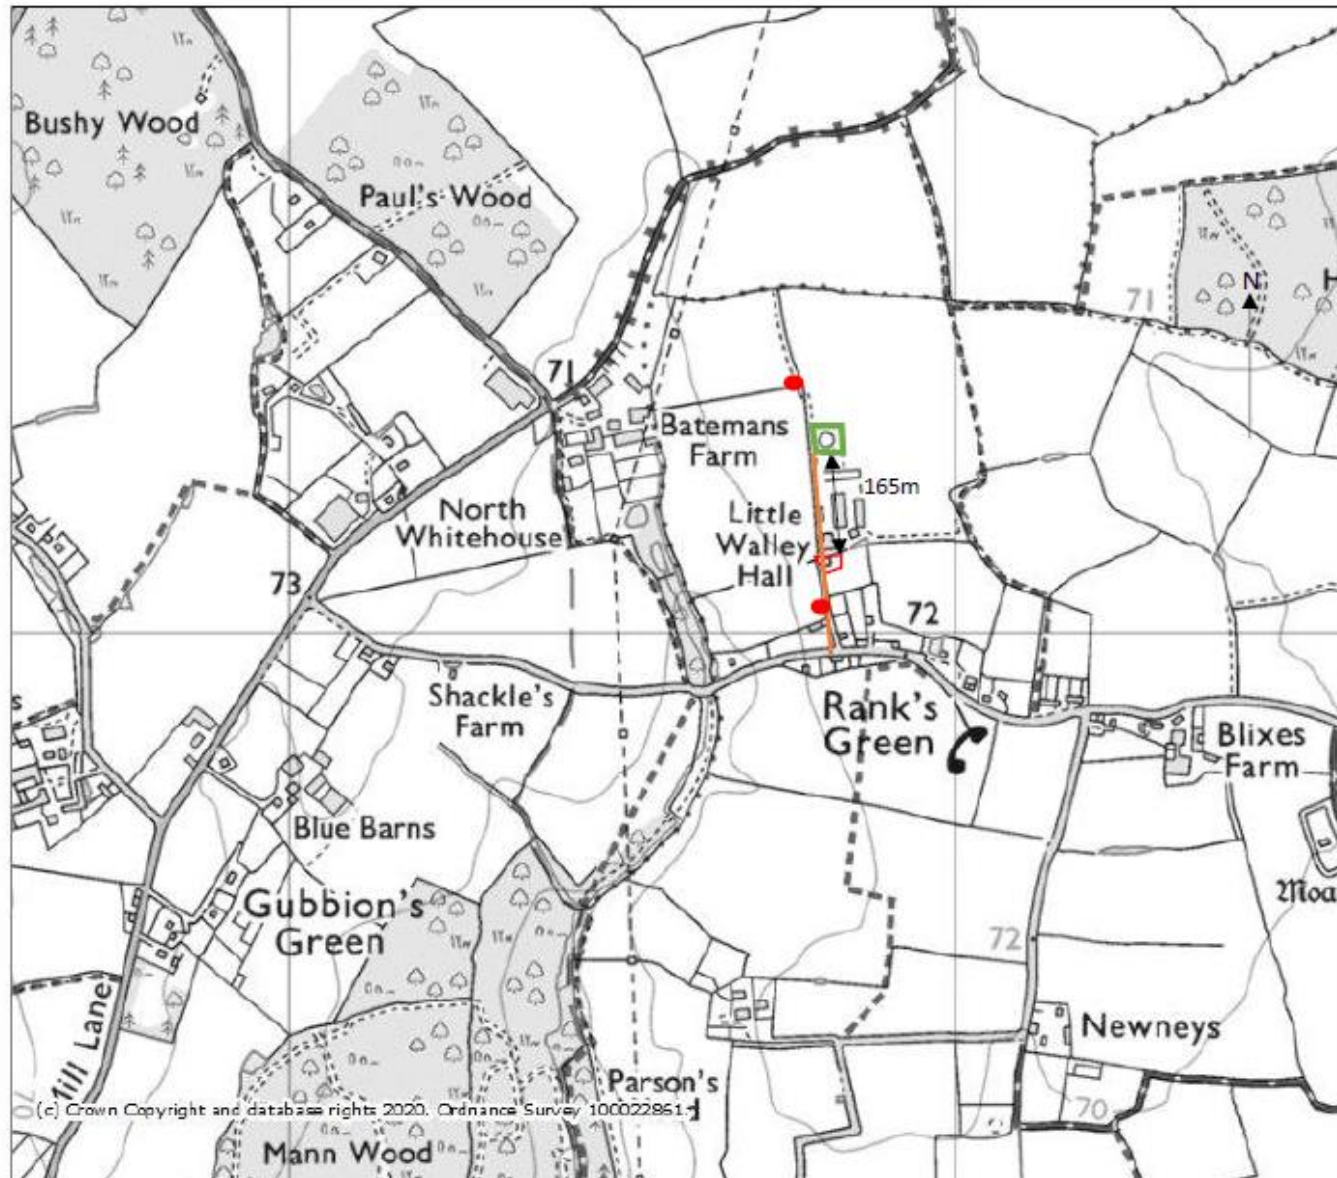 Bushy Wood
Paul's Wood
71
N
H
71
Batemans
Farm
165m
North
Whitehouse
Little
Walley
Hall
73
72
s
Shackle's
Farm
Rank's
Green
Blixes
Farm
Blue Barns
Moa
Gubbion's
Green
72
Mill Lane
Newneys
Parson's
70
70
(c) Crown Copyright and database rights 2020. Ordnance Survey 100022861.
Mann Wood